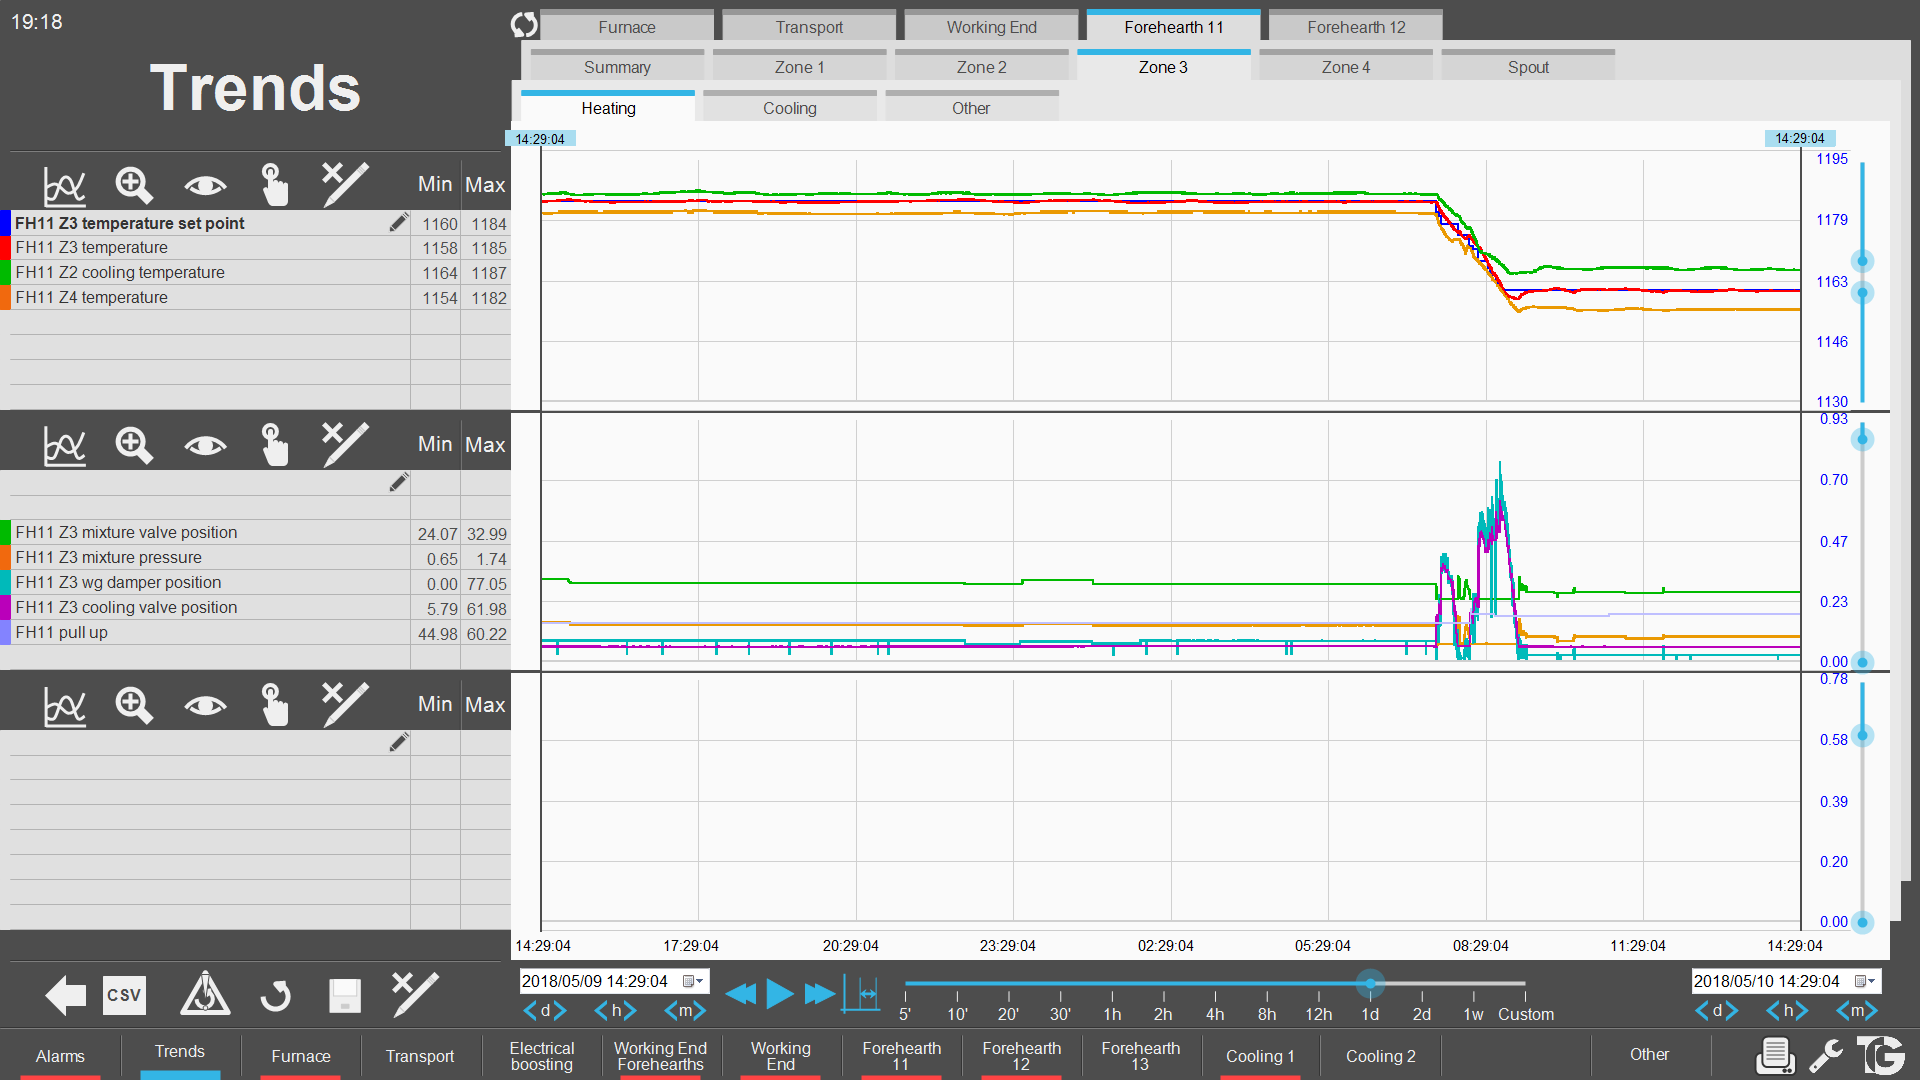 19:18
Trends
Furnace
Transport
Working End
Forehearth 11
Forehearth 12
Summary
Zone 1
Zone 2
Zone 3
Zone 4
Spout
Heating
Cooling
Other
14:29:04
14:29:04
Min Max
FH11 Z3 temperature set point 1160 1184
FH11 Z3 temperature 1158 1185
FH11 Z2 cooling temperature 1164 1187
FH11 Z4 temperature 1154 1182
1195
1179
1163
1146
1130
Min Max
FH11 Z3 mixture valve position 24.07 32.99
FH11 Z3 mixture pressure 0.65 1.74
FH11 Z3 wg damper position 0.00 77.05
FH11 Z3 cooling valve position 5.79 61.98
FH11 pull up 44.98 60.22
0.93
0.70
0.47
0.23
0.00
Min Max
0.78
0.58
0.39
0.20
0.00
14:29:04 17:29:04 20:29:04 23:29:04 02:29:04 05:29:04 08:29:04 11:29:04 14:29:04
CSV
2018/05/09 14:29:04
d h m
5' 10' 20' 30' 1h 2h 4h 8h 12h 1d 2d 1w Custom
2018/05/10 14:29:04
d h m
Alarms
Trends
Furnace
Transport
Electrical
boosting
Working End
Forehearths
Working
End
Forehearth
11
Forehearth
12
Forehearth
13
Cooling 1
Cooling 2
Other
TG